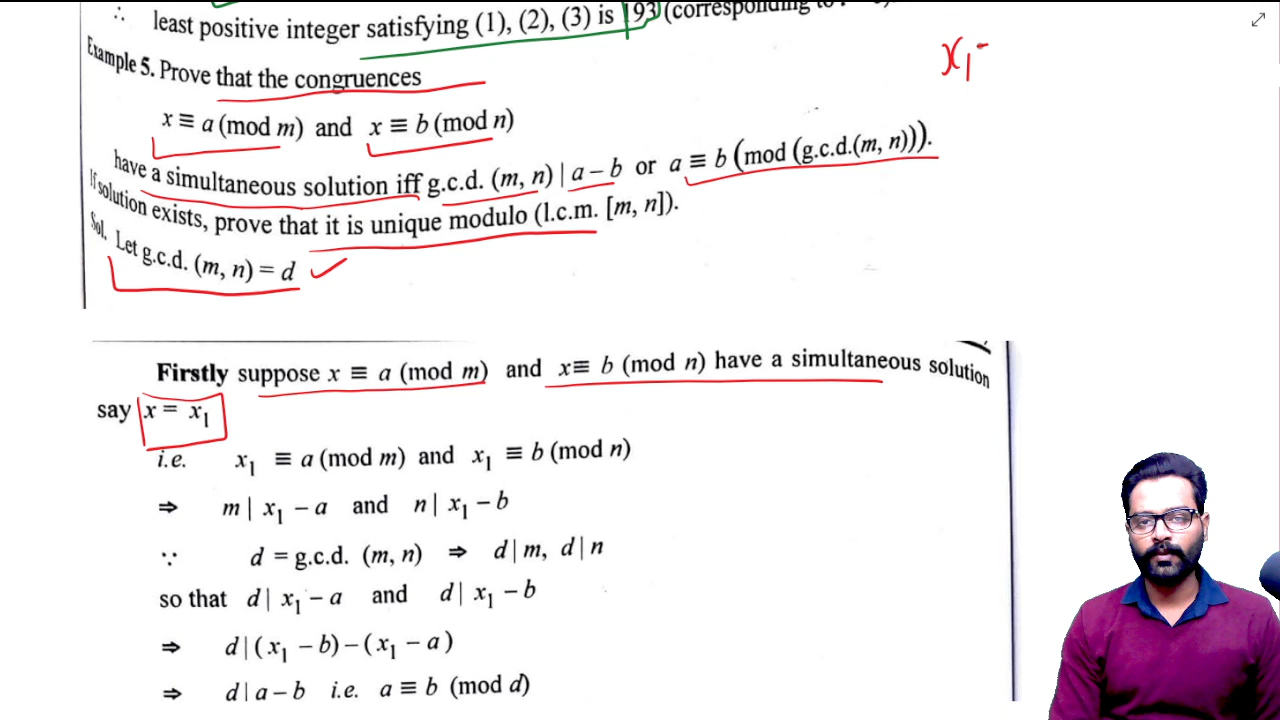 ∴ least positive integer satisfying (1), (2), (3) is 193 (corresponding to
x₁-
Example 5. Prove that the congruences
x ≡ a (mod m) and x ≡ b (mod n)
have a simultaneous solution iff g.c.d. (m, n) | a – b or a ≡ b (mod (g.c.d.(m, n))).
If solution exists, prove that it is unique modulo (l.c.m. [m, n]).
Sol. Let g.c.d. (m, n) = d
Firstly suppose x ≡ a (mod m) and x ≡ b (mod n) have a simultaneous solution
say x = x₁
i.e. x₁ ≡ a (mod m) and x₁ ≡ b (mod n)
⇒ m | x₁ – a and n | x₁ – b
∵ d = g.c.d. (m, n) ⇒ d | m, d | n
so that d | x₁ – a and d | x₁ – b
⇒ d | (x₁ – b) – (x₁ – a)
⇒ d | a – b i.e. a ≡ b (mod d)